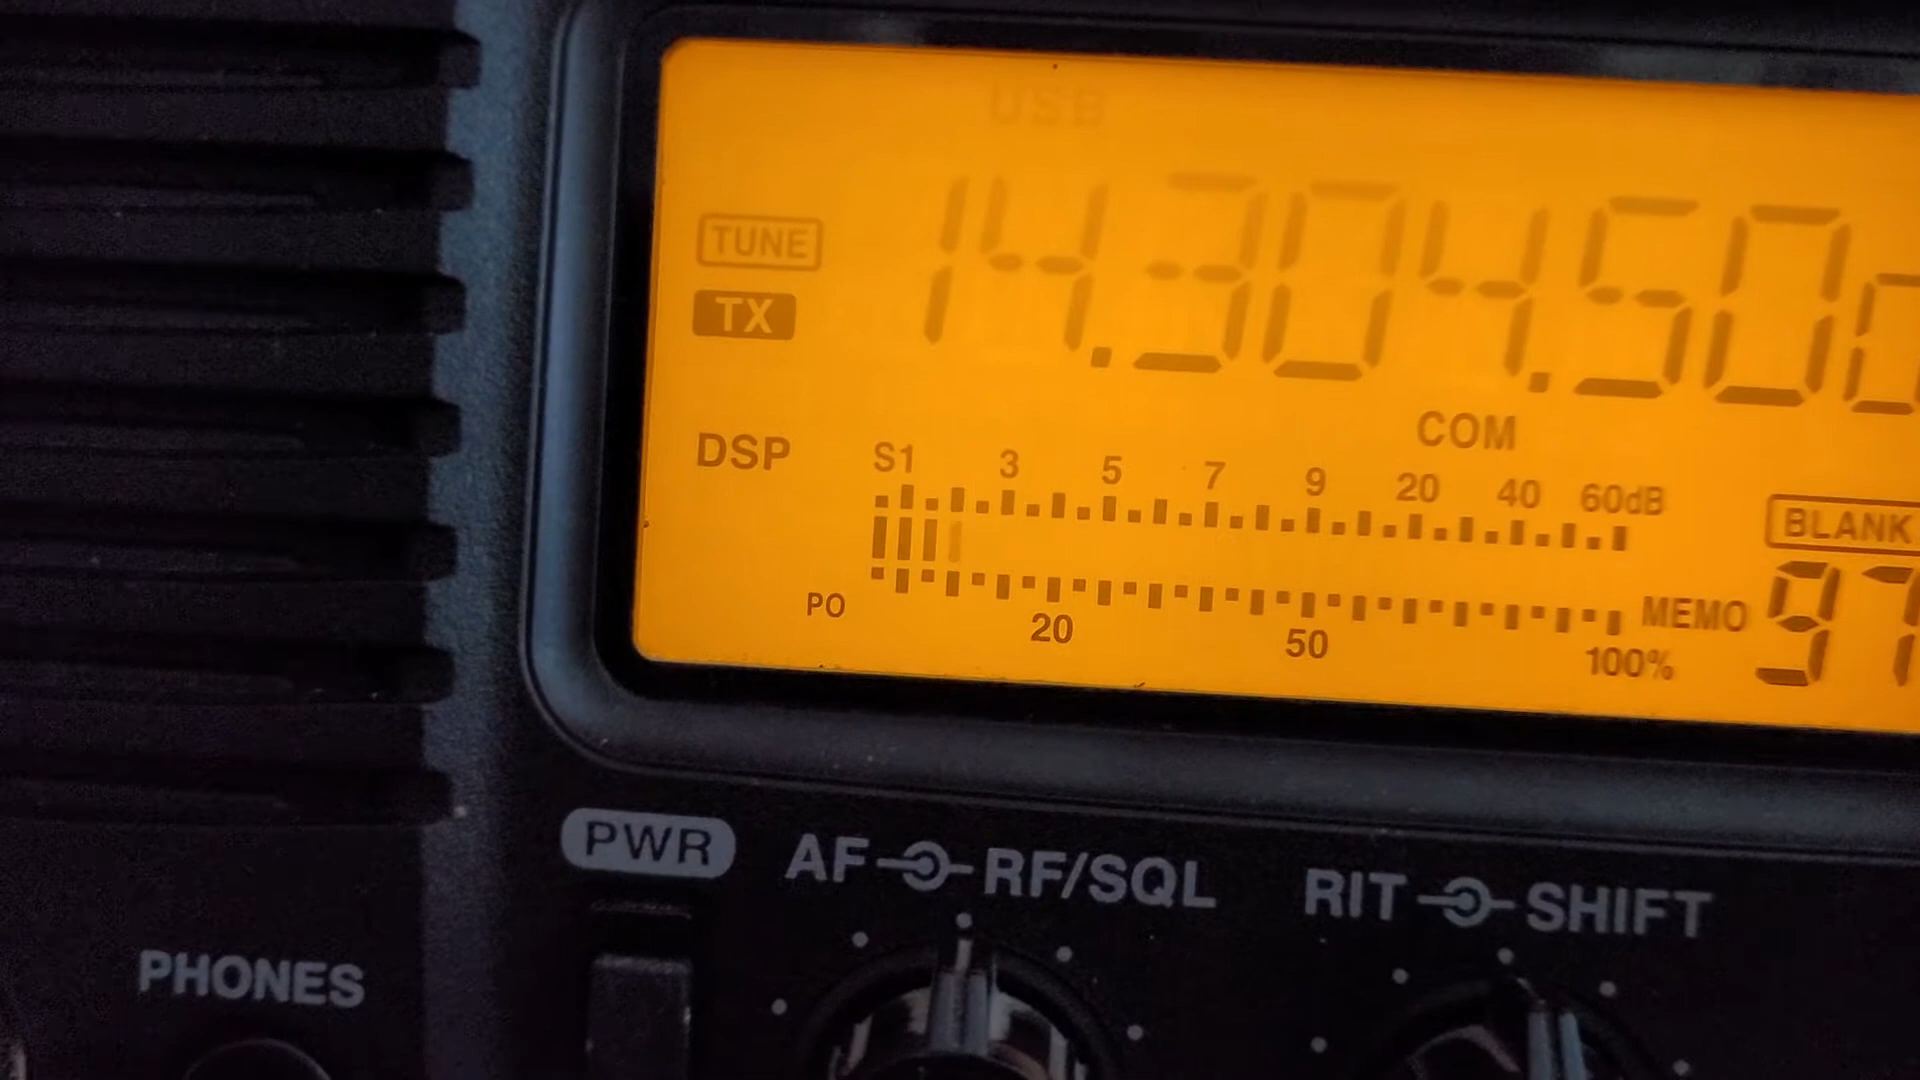 USB
14.304.50
TUNE
TX
COM
DSP
S1 3 5 7 9 20 40 60dB
BLANK
PO
20 50 100%
MEMO 97
PWR
AF RF/SQL
RIT SHIFT
PHONES